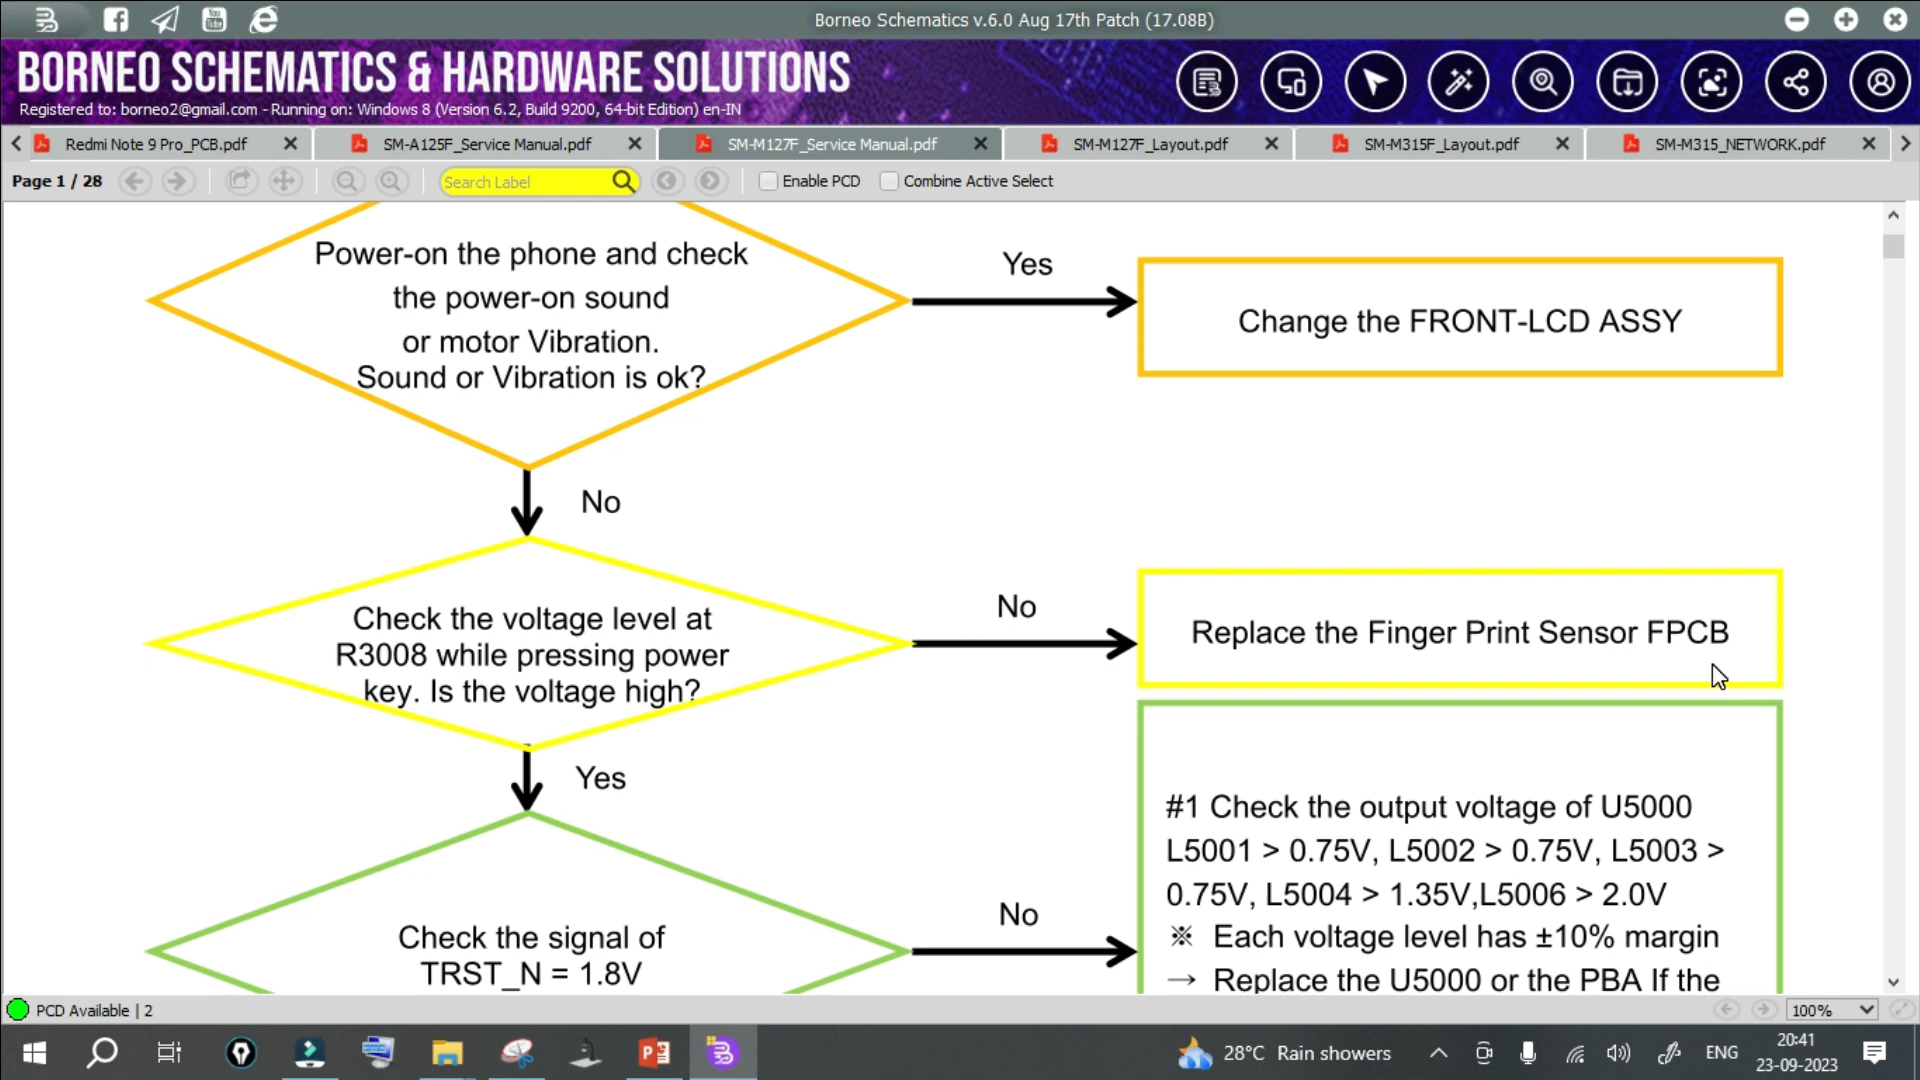 Borneo Schematics v.6.0 Aug 17th Patch (17.08B)
BORNEO SCHEMATICS & HARDWARE SOLUTIONS
Registered to: borneo2@gmail.com - Running on: Windows 8 (Version 6.2, Build 9200, 64-bit Edition) en-IN
Redmi Note 9 Pro_PCB.pdf
SM-A125F_Service Manual.pdf
SM-M127F_Service Manual.pdf
SM-M127F_Layout.pdf
SM-M315F_Layout.pdf
SM-M315_NETWORK.pdf
Page 1 / 28
Search Label
Enable PCD
Combine Active Select
Power-on the phone and check
the power-on sound
or motor Vibration.
Sound or Vibration is ok?
Yes
Change the FRONT-LCD ASSY
No
Check the voltage level at
R3008 while pressing power
key. Is the voltage high?
No
Replace the Finger Print Sensor FPCB
Yes
Check the signal of
TRST_N = 1.8V
No
#1 Check the output voltage of U5000
L5001 > 0.75V, L5002 > 0.75V, L5003 >
0.75V, L5004 > 1.35V,L5006 > 2.0V
※ Each voltage level has ±10% margin
→ Replace the U5000 or the PBA If the
PCD Available | 2
100%
28°C Rain showers
ENG
20:41
23-09-2023